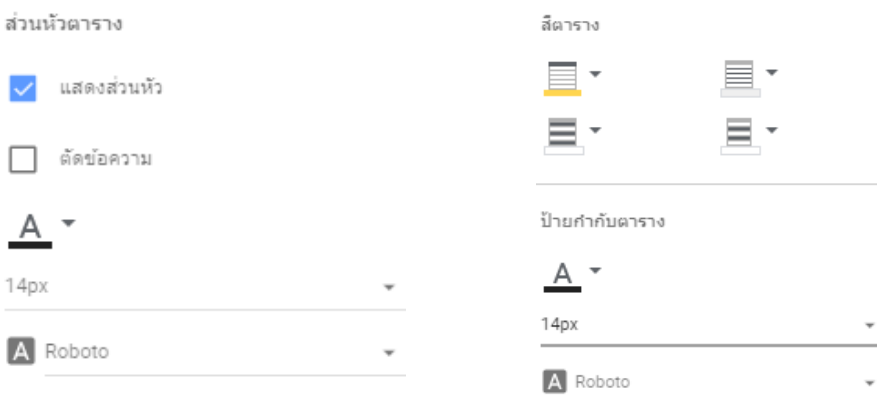 ส่วนหัวตาราง
แสดงส่วนหัว
ตัดข้อความ
A
14px
A Roboto
สีตาราง
ป้ายกำกับตาราง
A
14px
A Roboto